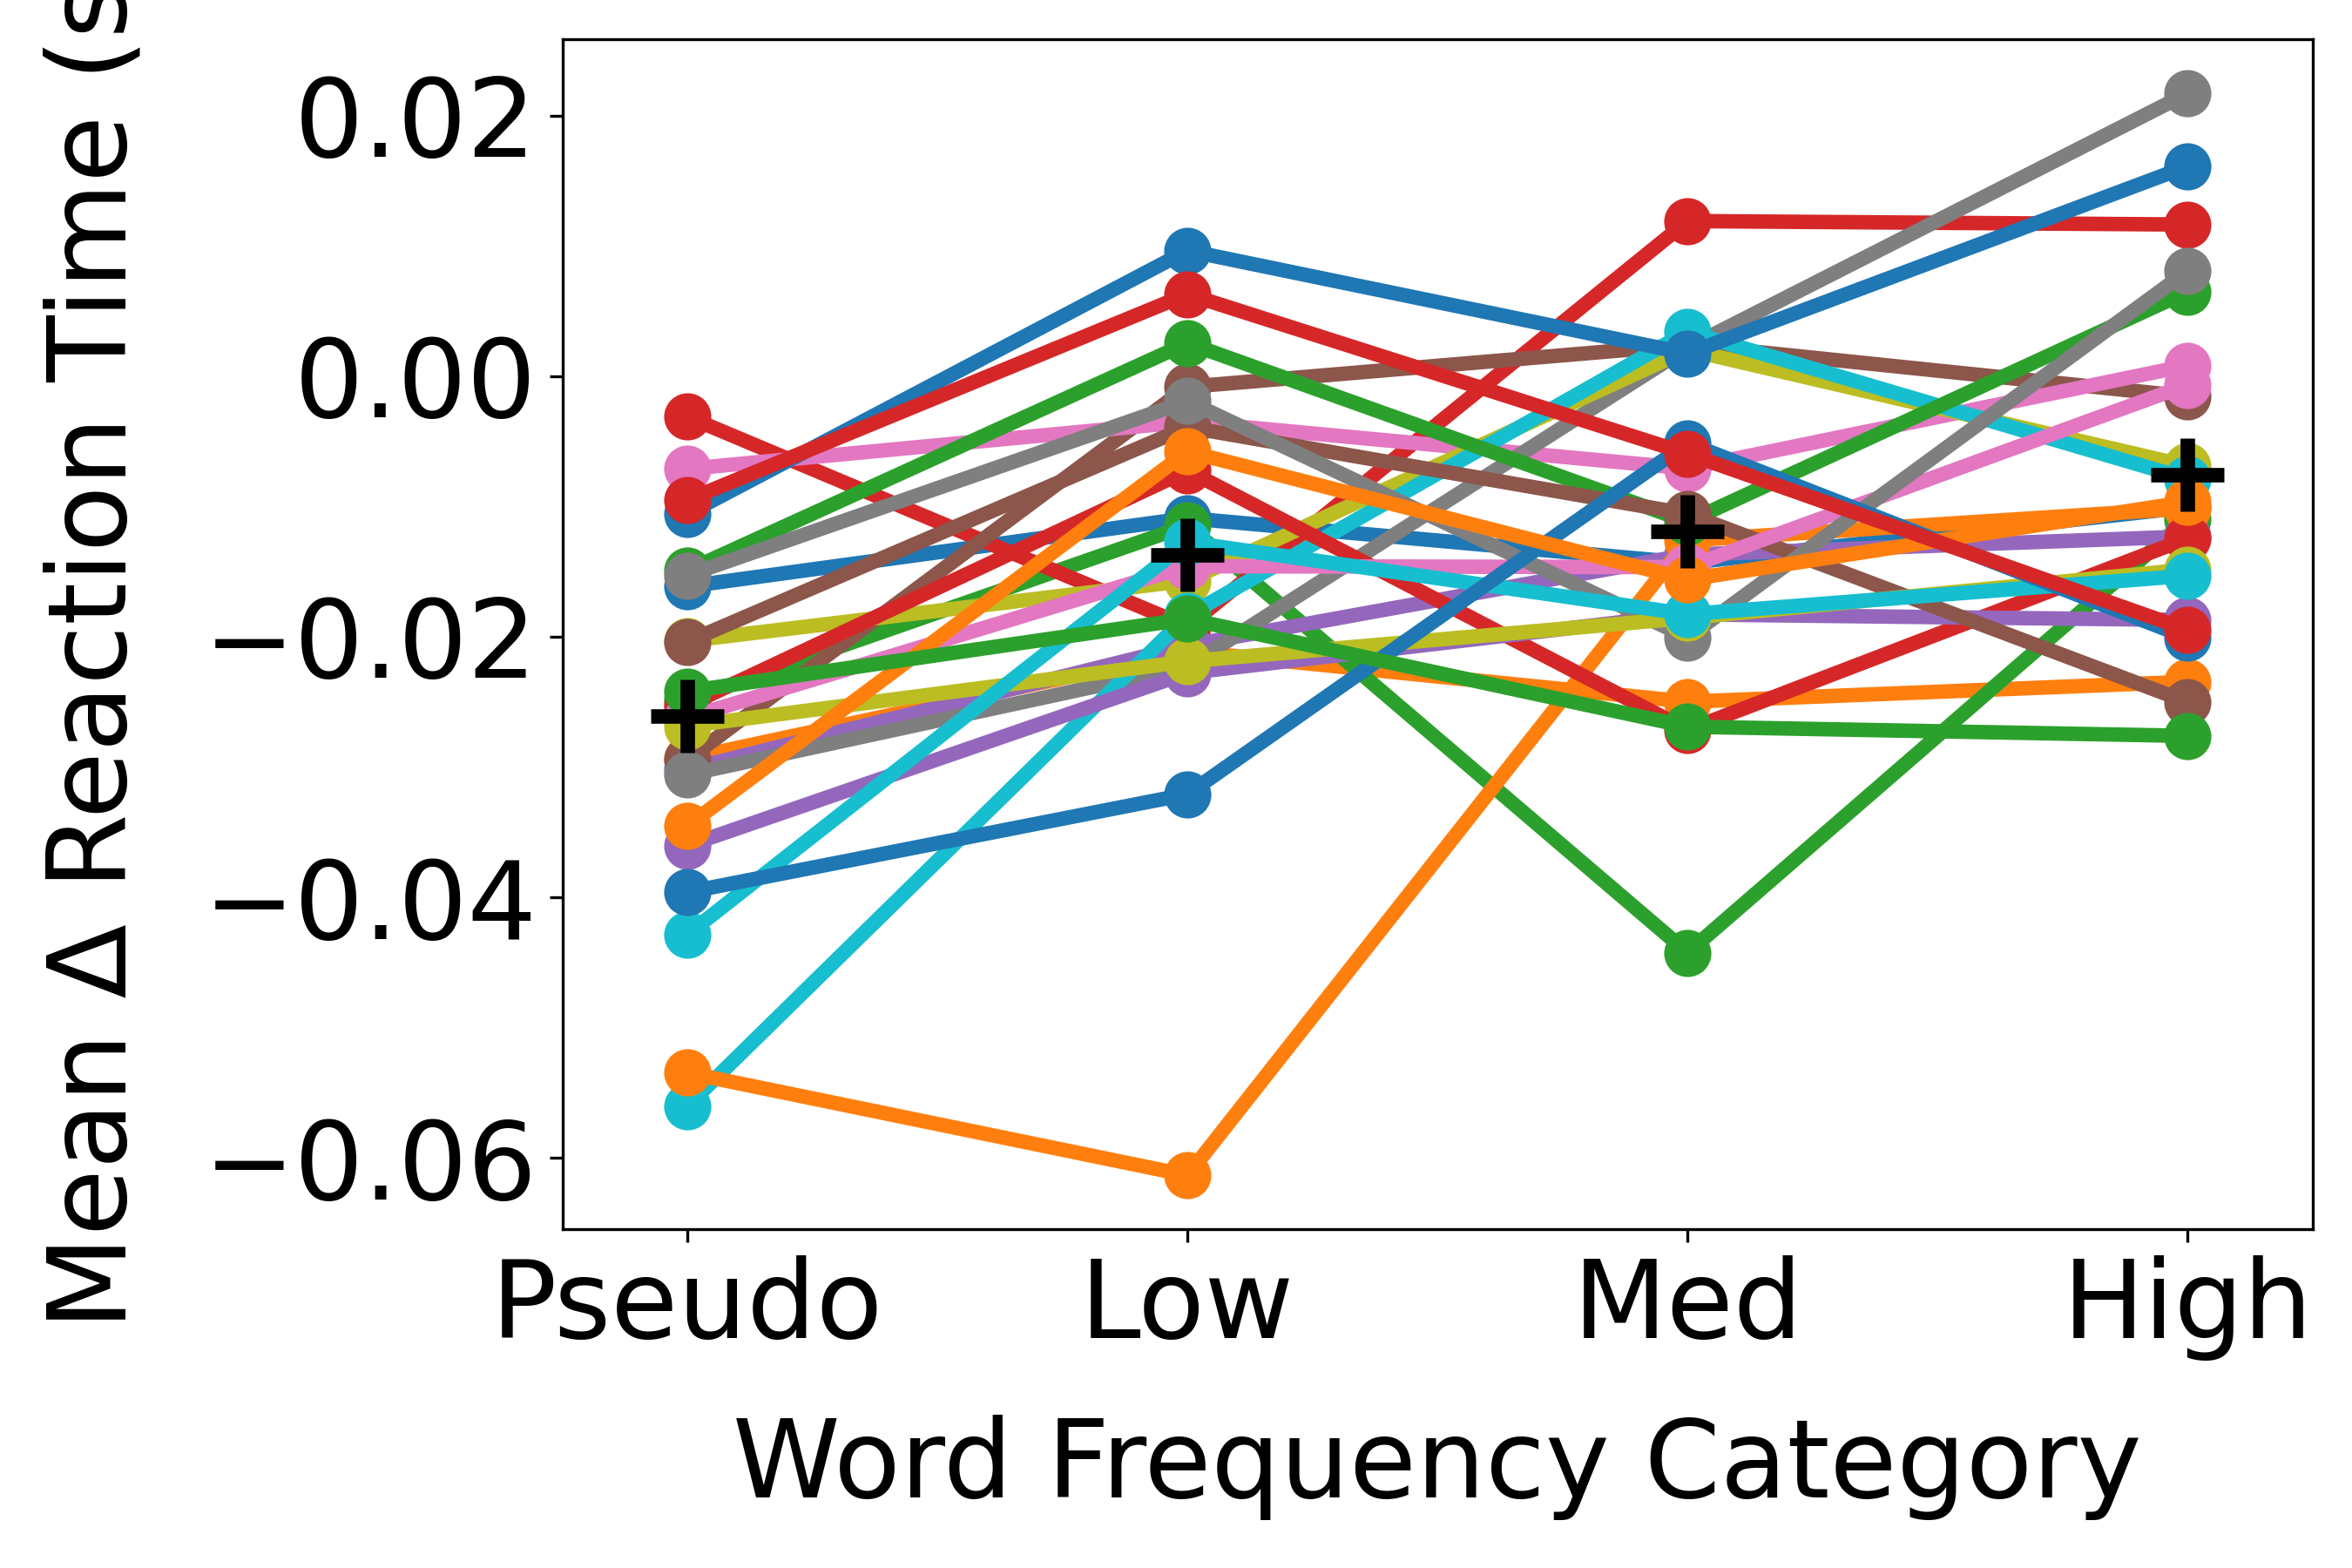 Mean Δ Reaction Time (s
0.02
0.00
−0.02
−0.04
−0.06
Pseudo Low Med High
Word Frequency Category